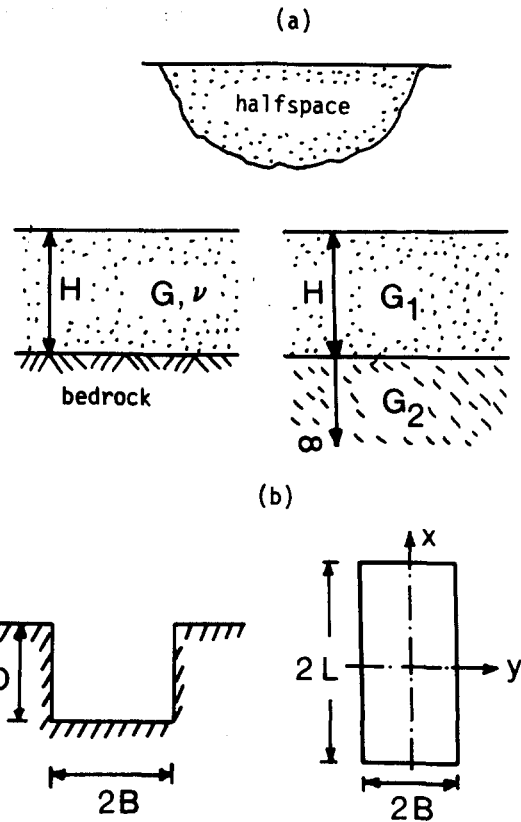 (a)
halfspace
H
G, ν
bedrock
H
G1
G2
∞
(b)
2B
x
2L
y
2B